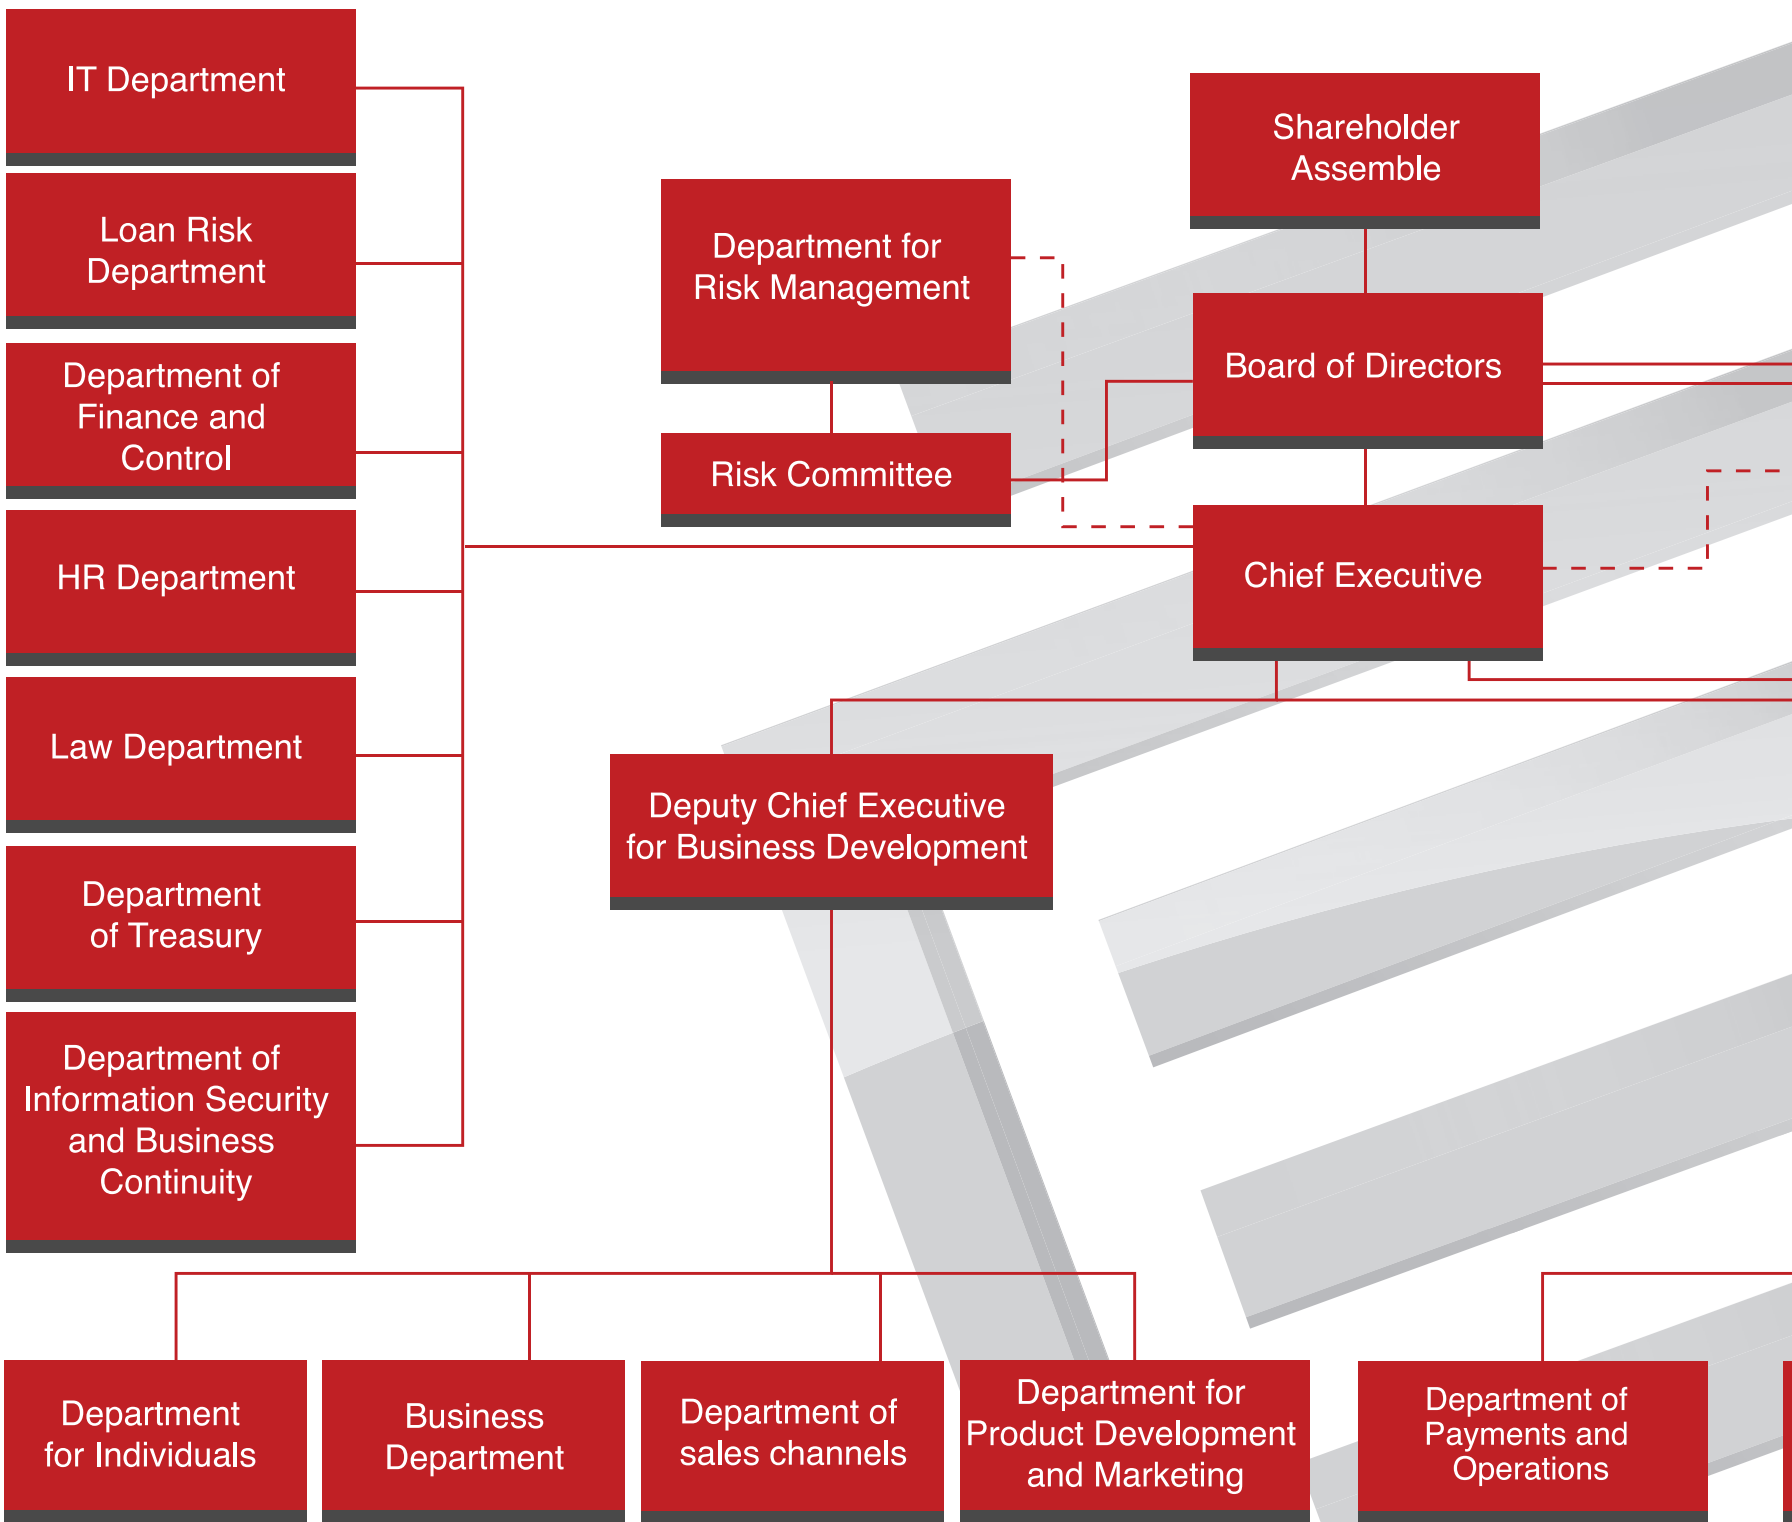 IT Department
Loan Risk
Department
Department of
Finance and
Control
HR Department
Law Department
Department
of Treasury
Department of
Information Security
and Business
Continuity
Department for
Risk Management
Risk Committee
Shareholder
Assemble
Board of Directors
Chief Executive
Deputy Chief Executive
for Business Development
Department
for Individuals
Business
Department
Department of
sales channels
Department for
Product Development
and Marketing
Department of
Payments and
Operations